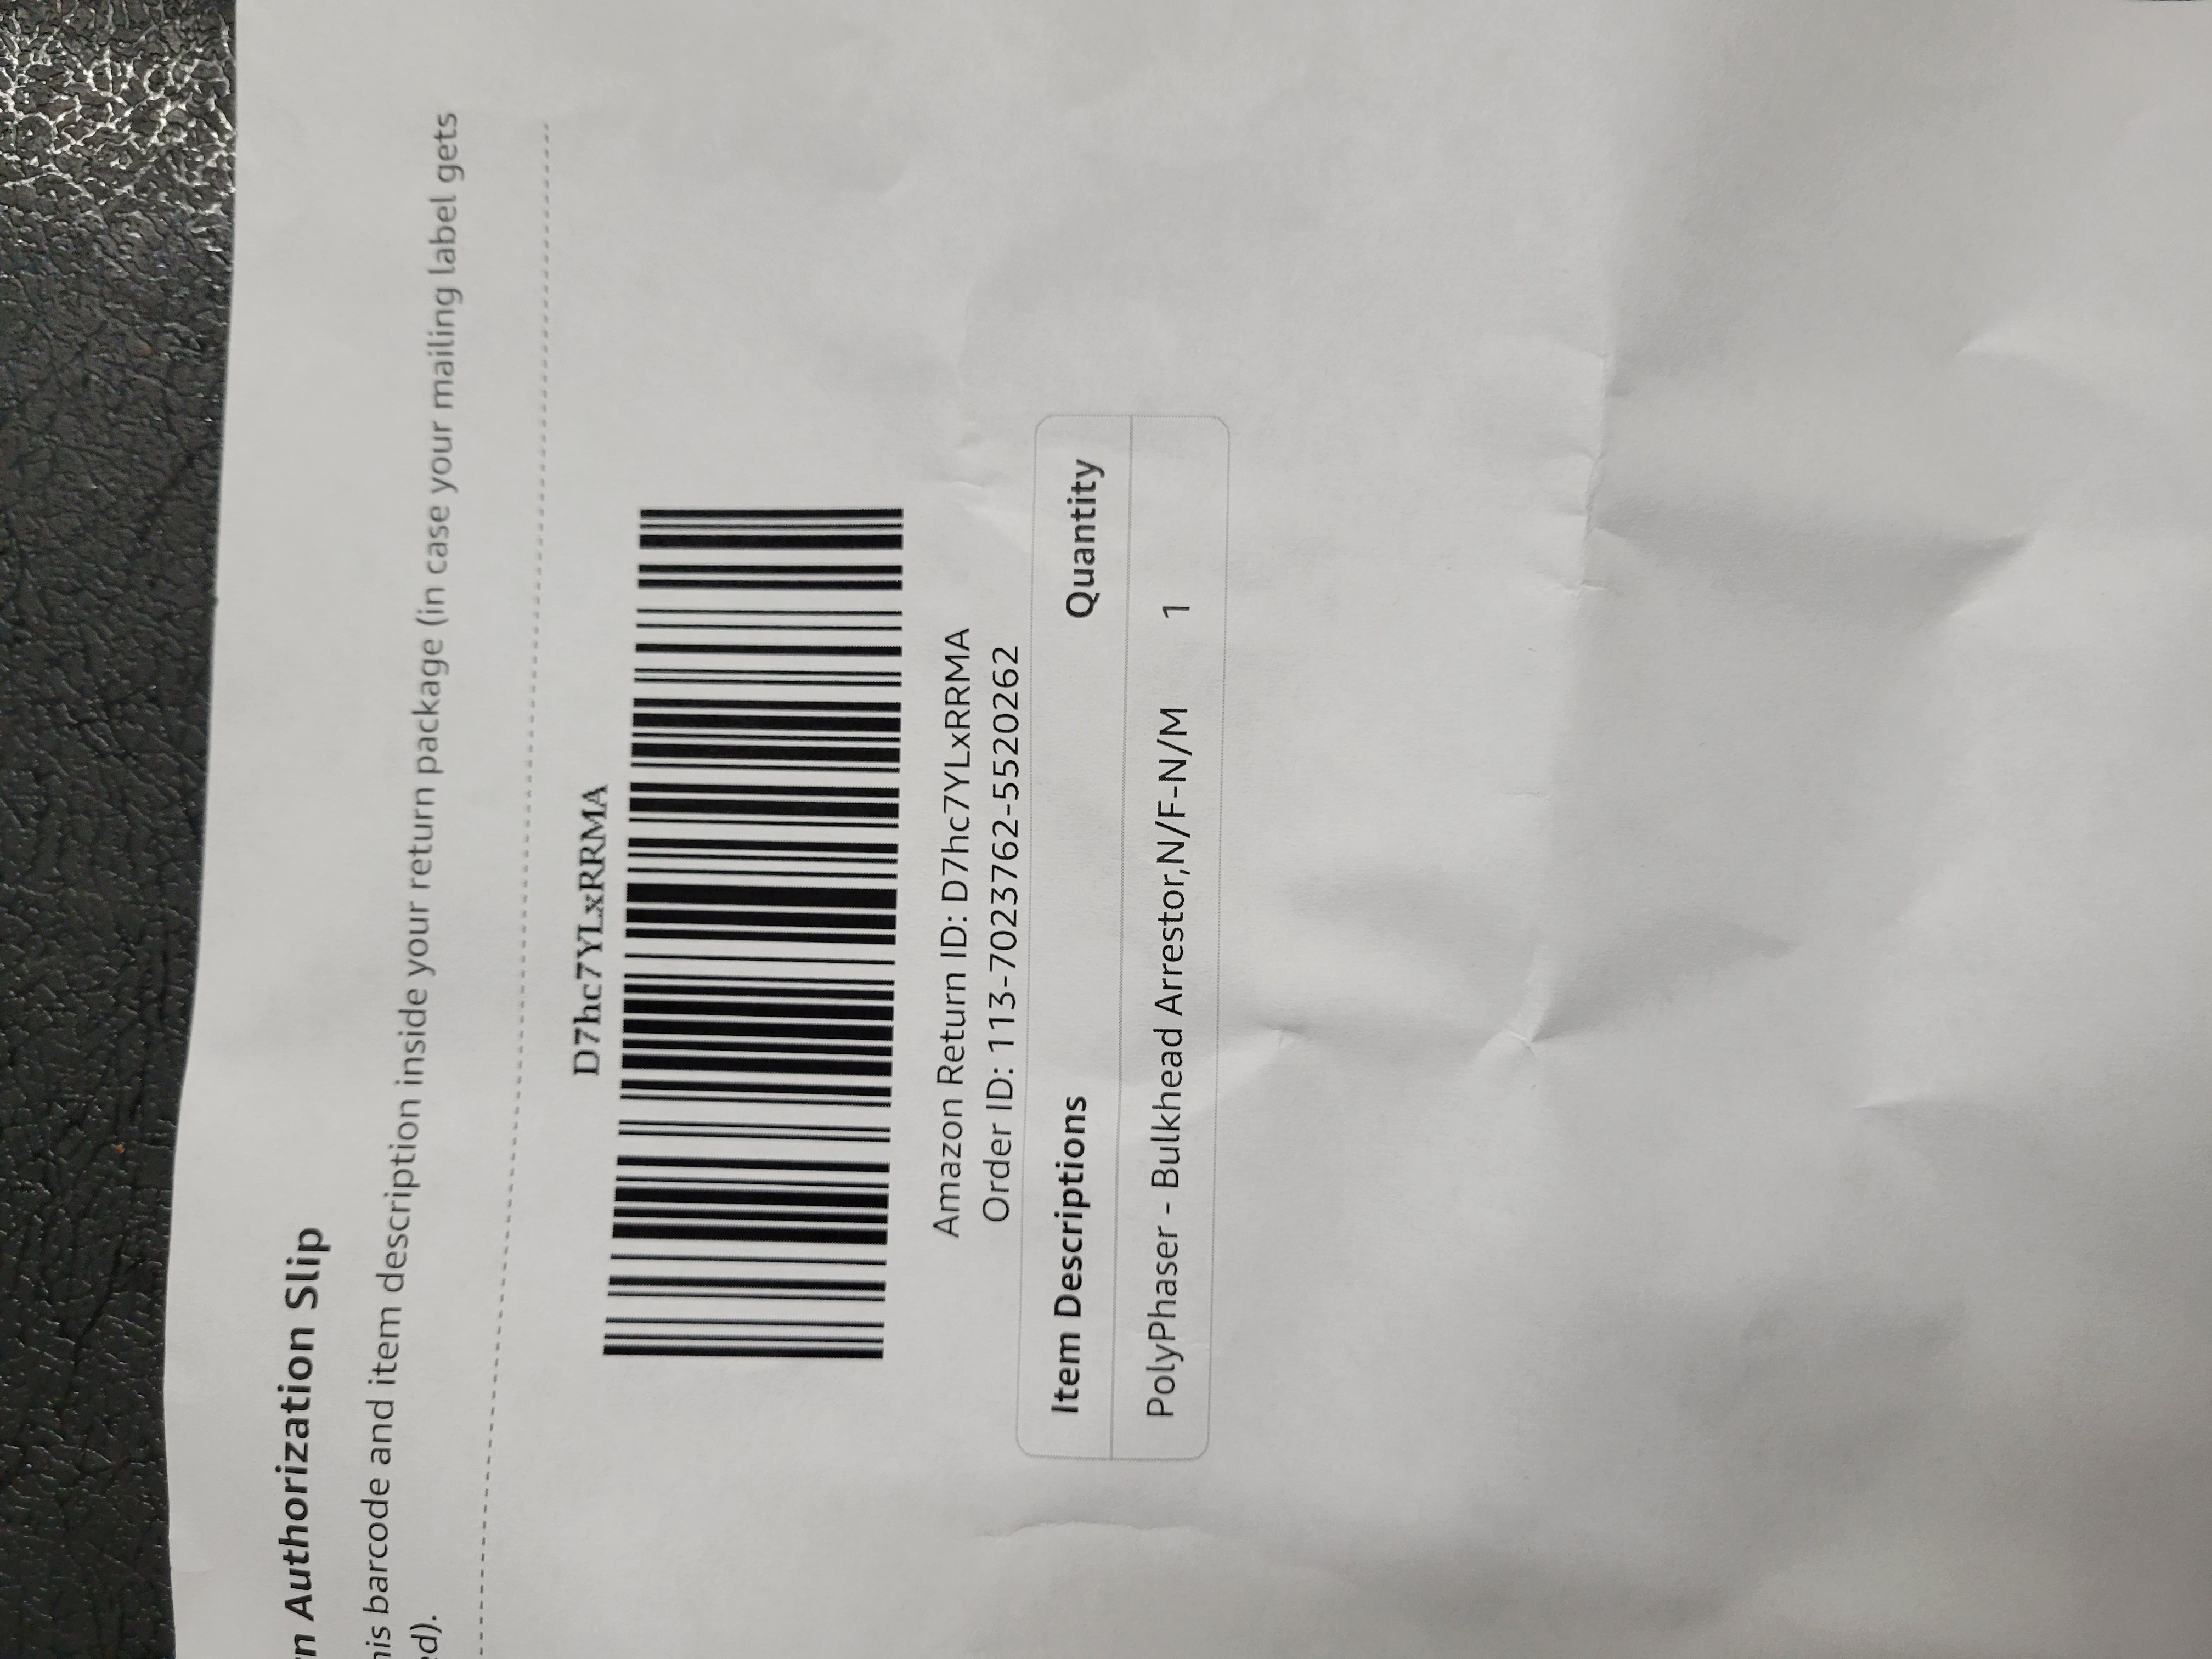 rn Authorization Slip
his barcode and item description inside your return package (in case your mailing label gets
ed).
D7hc7YLxRRMA
Amazon Return ID: D7hc7YLxRRMA
Order ID: 113-7023762-5520262
Item Descriptions Quantity
PolyPhaser - Bulkhead Arrestor,N/F-N/M 1